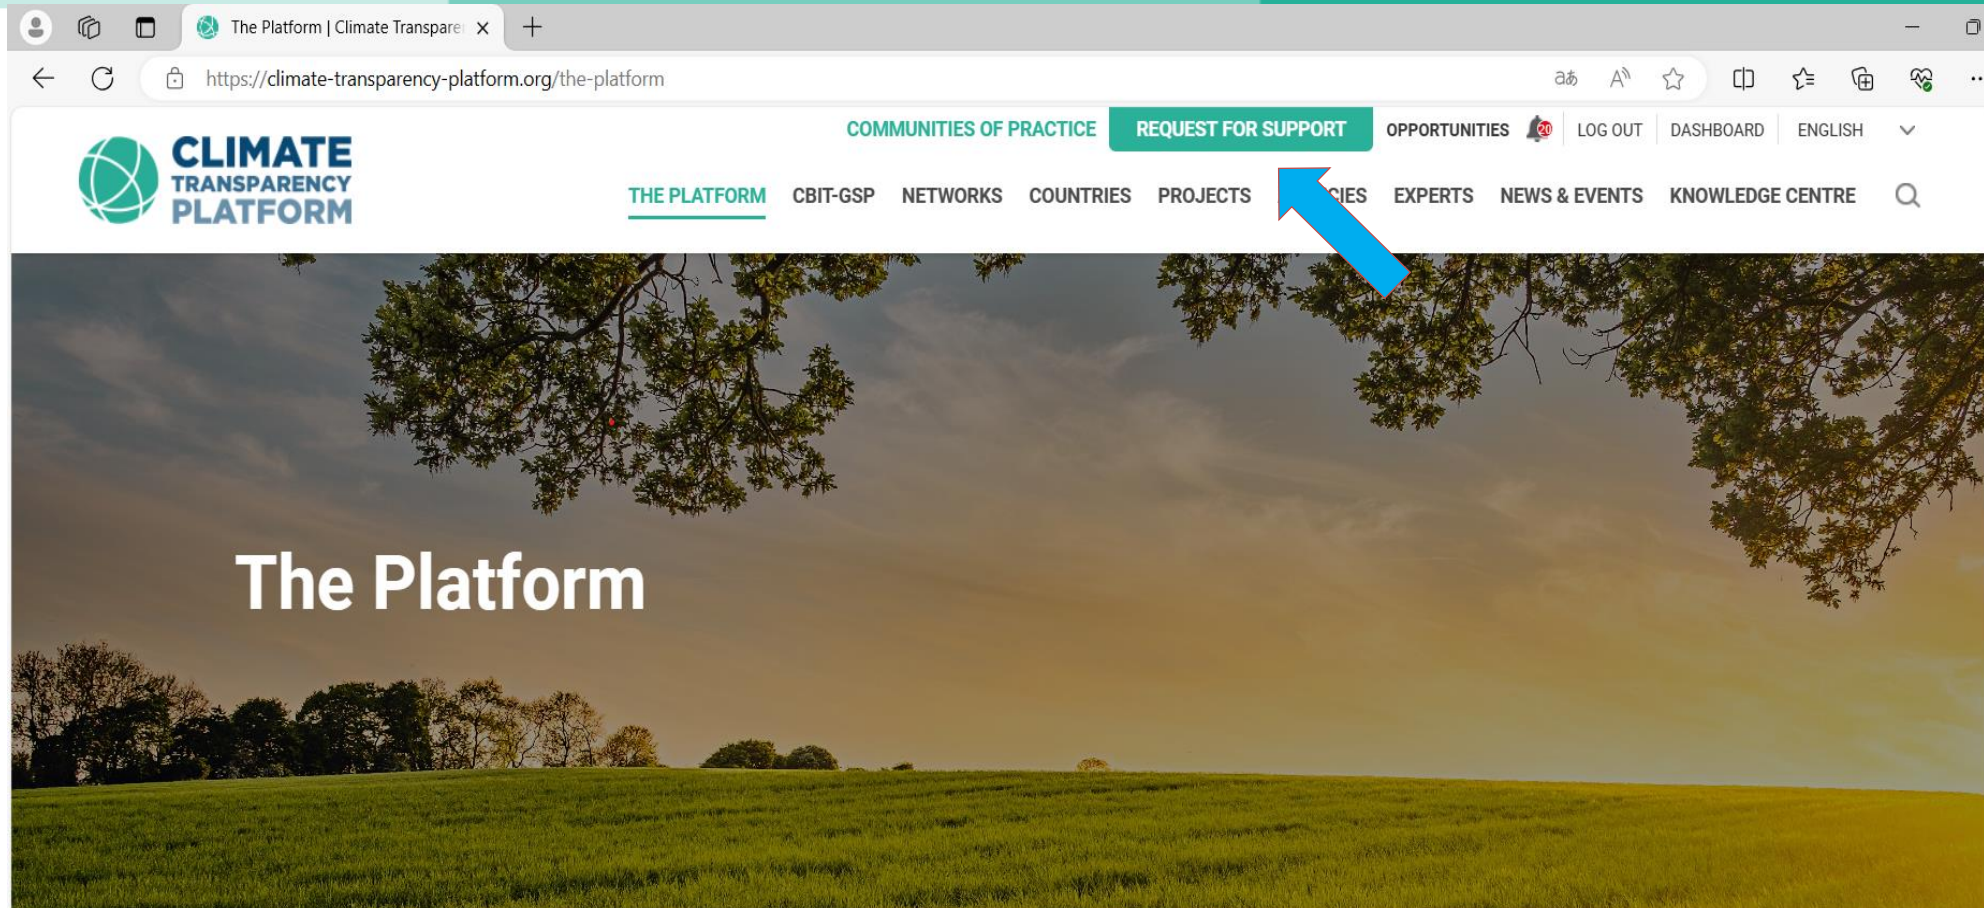 The Platform | Climate Transpare
https://climate-transparency-platform.org/the-platform
COMMUNITIES OF PRACTICE REQUEST FOR SUPPORT OPPORTUNITIES 20 LOG OUT DASHBOARD ENGLISH
CLIMATE
TRANSPARENCY
PLATFORM
THE PLATFORM CBIT-GSP NETWORKS COUNTRIES PROJECTS CIES EXPERTS NEWS & EVENTS KNOWLEDGE CENTRE
The Platform